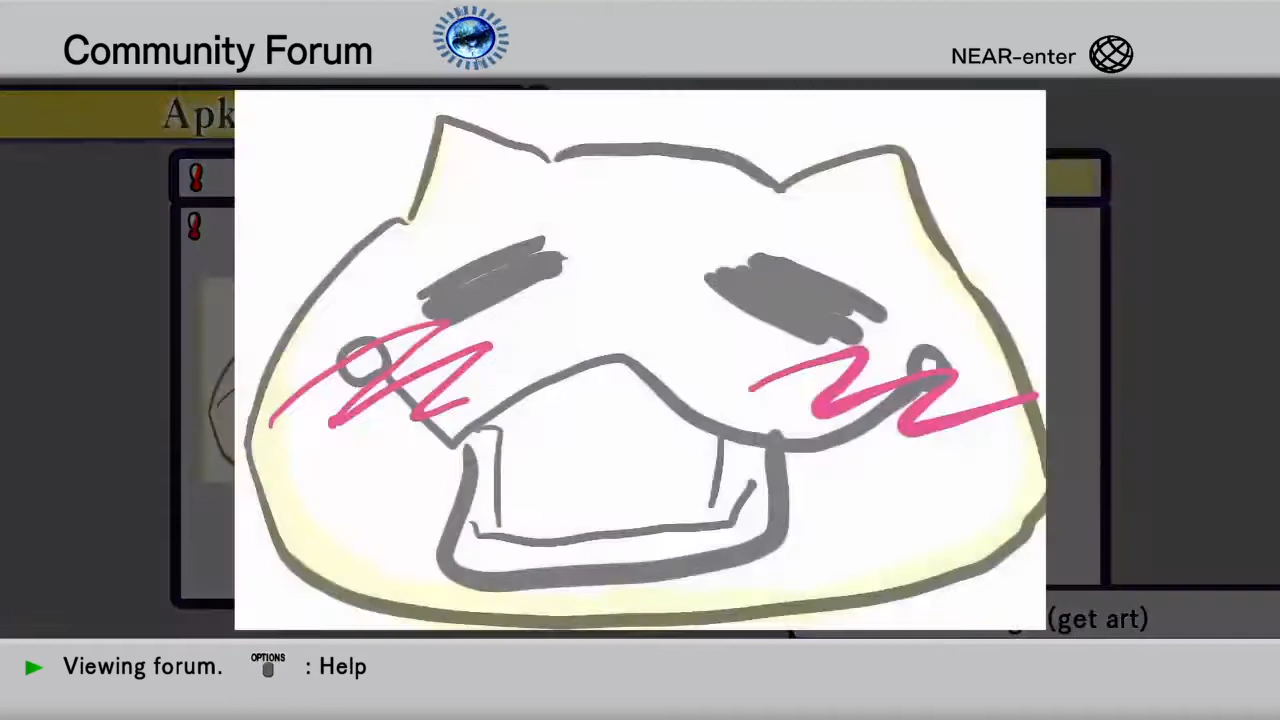 Community Forum
NEAR-enter
Apk
(get art)
Viewing forum.
OPTIONS
: Help